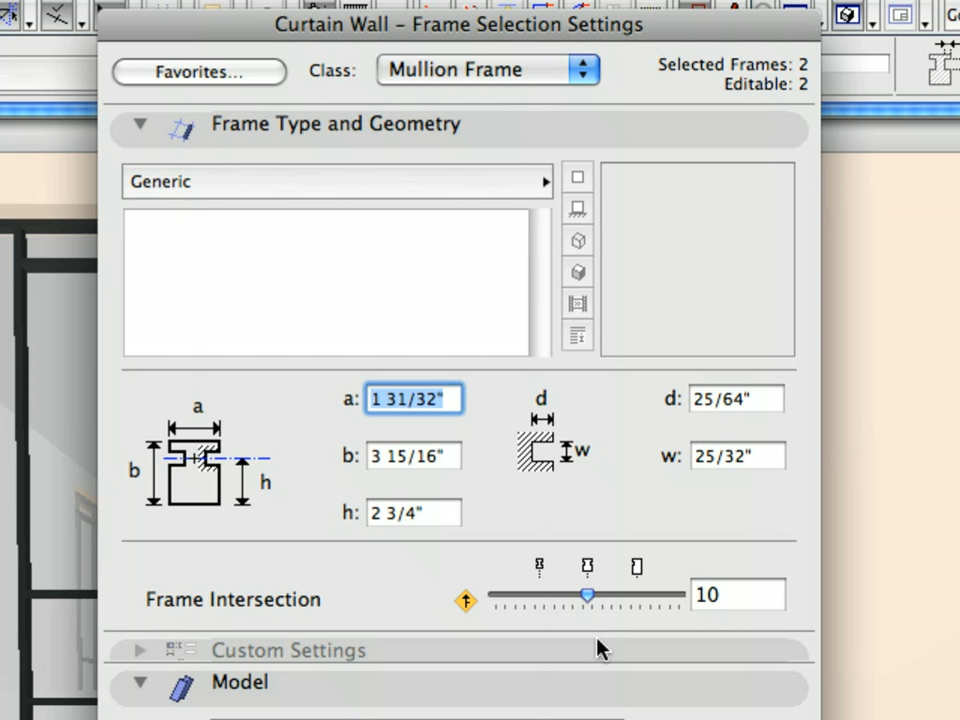 Curtain Wall - Frame Selection Settings
Favorites... Class: Mullion Frame Selected Frames: 2
Editable: 2
Frame Type and Geometry
Generic
a
b
h
a: 1 31/32"
b: 3 15/16"
h: 2 3/4"
d
w
d: 25/64"
w: 25/32"
Frame Intersection 10
Custom Settings
Model